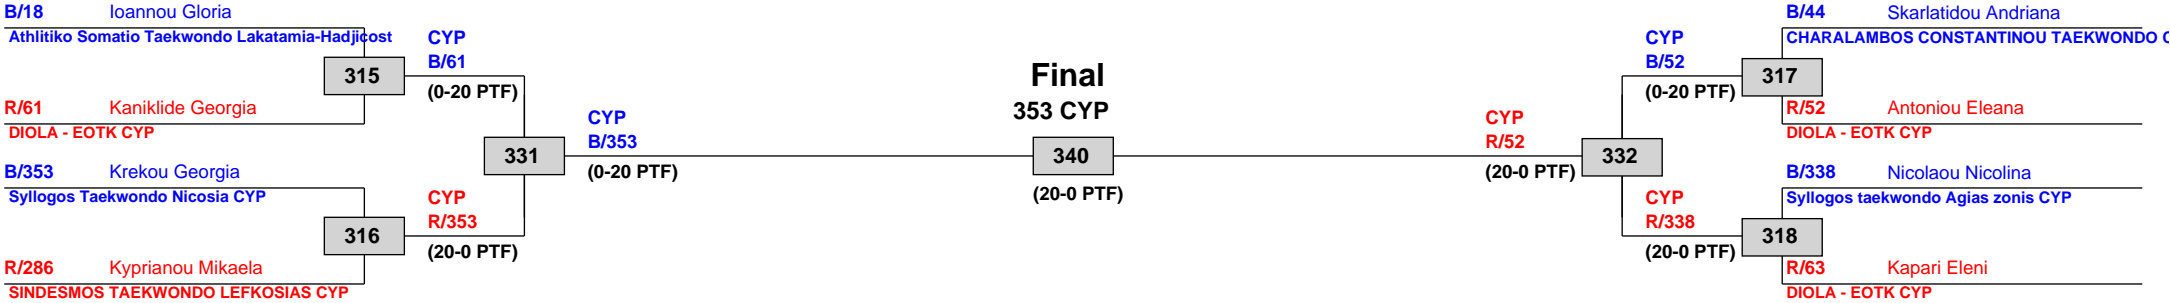 B/18 Ioannou Gloria
Athlitiko Somatio Taekwondo Lakatamia-Hadjicost
315
R/61 Kaniklide Georgia
DIOLA - EOTK CYP
B/353 Krekou Georgia
Syllogos Taekwondo Nicosia CYP
316
R/286 Kyprianou Mikaela
SINDESMOS TAEKWONDO LEFKOSIAS CYP
CYP
B/61
(0-20 PTF)
331
CYP
R/353
(20-0 PTF)
CYP
B/353
(0-20 PTF)
Final
353 CYP
340
(20-0 PTF)
CYP
R/52
(20-0 PTF)
332
CYP
B/52
(0-20 PTF)
CYP
R/338
(20-0 PTF)
B/44 Skarlatidou Andriana
CHARALAMBOS CONSTANTINOU TAEKWONDO
317
R/52 Antoniou Eleana
DIOLA - EOTK CYP
B/338 Nicolaou Nicolina
Syllogos taekwondo Agias zonis CYP
318
R/63 Kapari Eleni
DIOLA - EOTK CYP